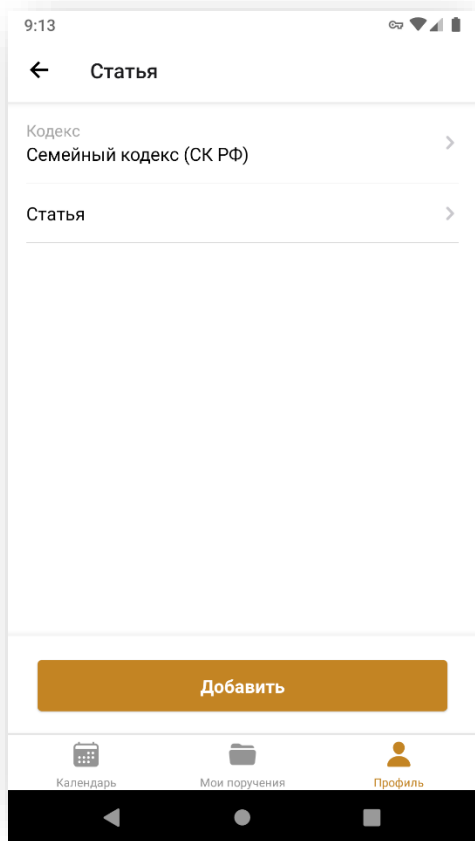 9:13
Статья
Кодекс
Семейный кодекс (СК РФ)
Статья
Добавить
Календарь
Мои поручения
Профиль